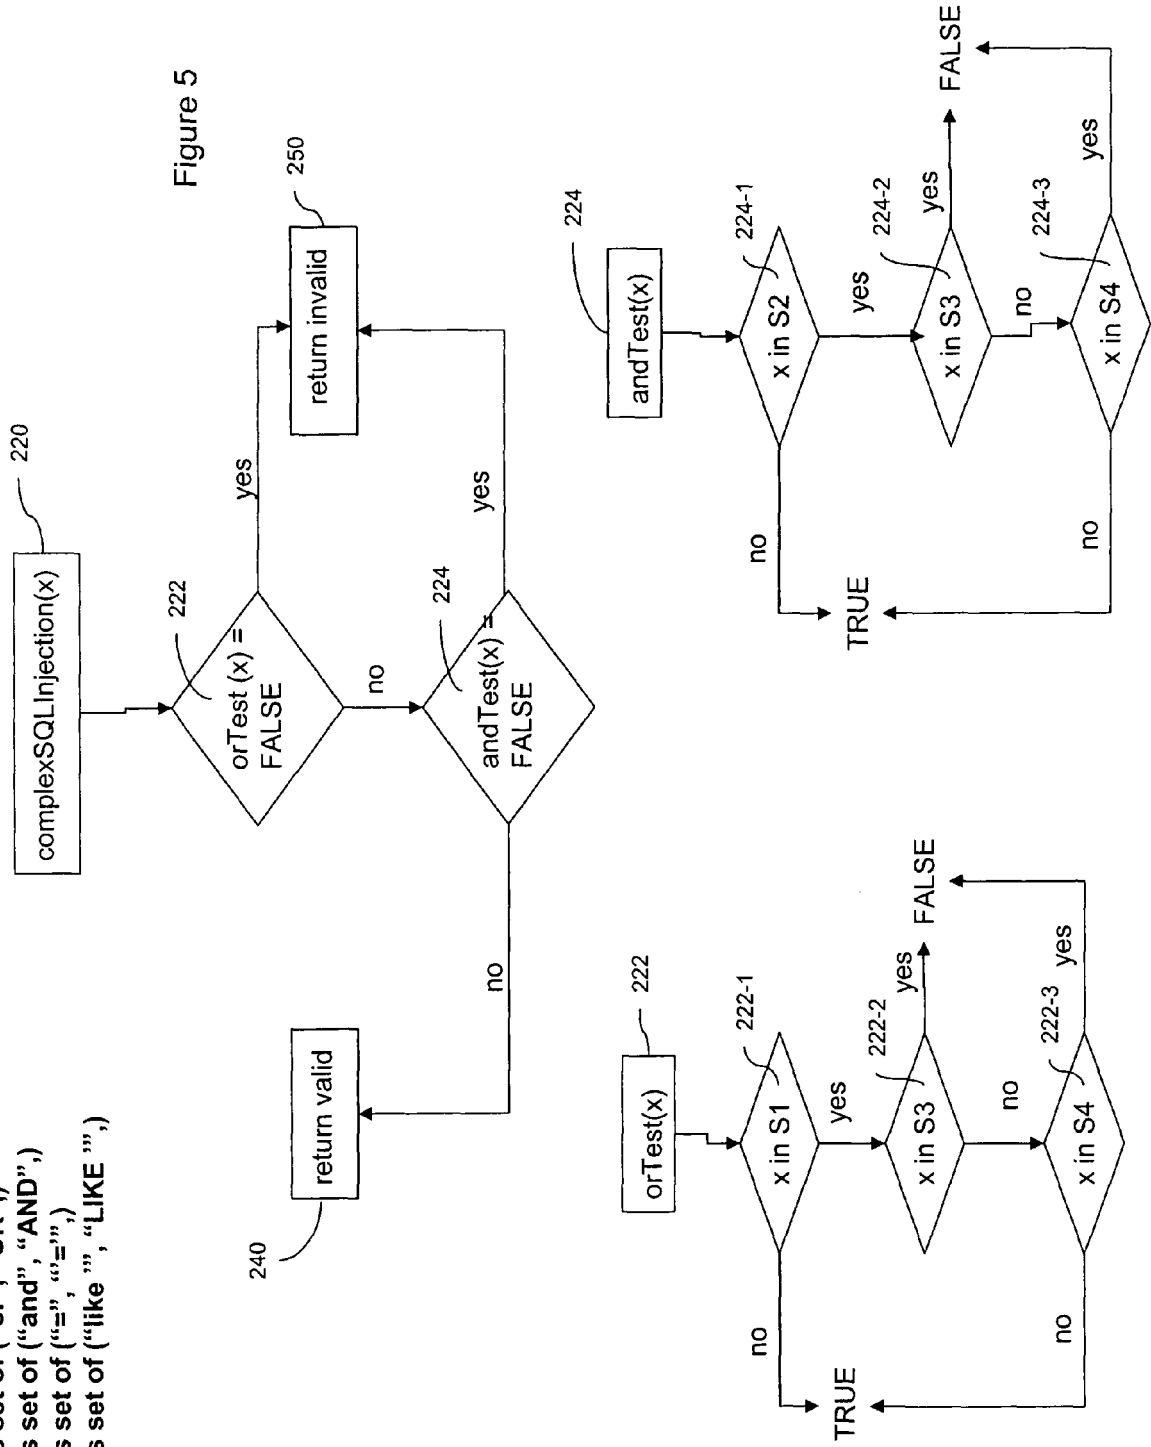 s set of (“and”, “AND”,)
s set of (“=”, “’=’”,)
s set of (“like ’”, “LIKE ’”,)
Figure 5
complexSQLInjection(x)
220
orTest (x) =
FALSE
222
yes
no
andTest(x) =
FALSE
224
yes
no
return invalid
250
return valid
240
orTest(x)
222
x in S1
222-1
no
yes
x in S3
222-2
yes
no
x in S4
222-3
yes
no
TRUE
FALSE
andTest(x)
224
x in S2
224-1
no
yes
x in S3
224-2
yes
no
x in S4
224-3
yes
no
TRUE
FALSE